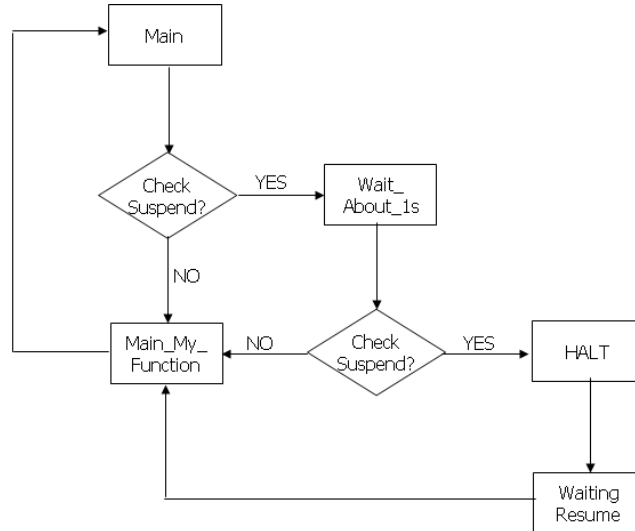 Main
Check
Suspend?
YES
Wait_
About_1s
NO
Main_My_
Function
NO
Check
Suspend?
YES
HALT
Waiting
Resume